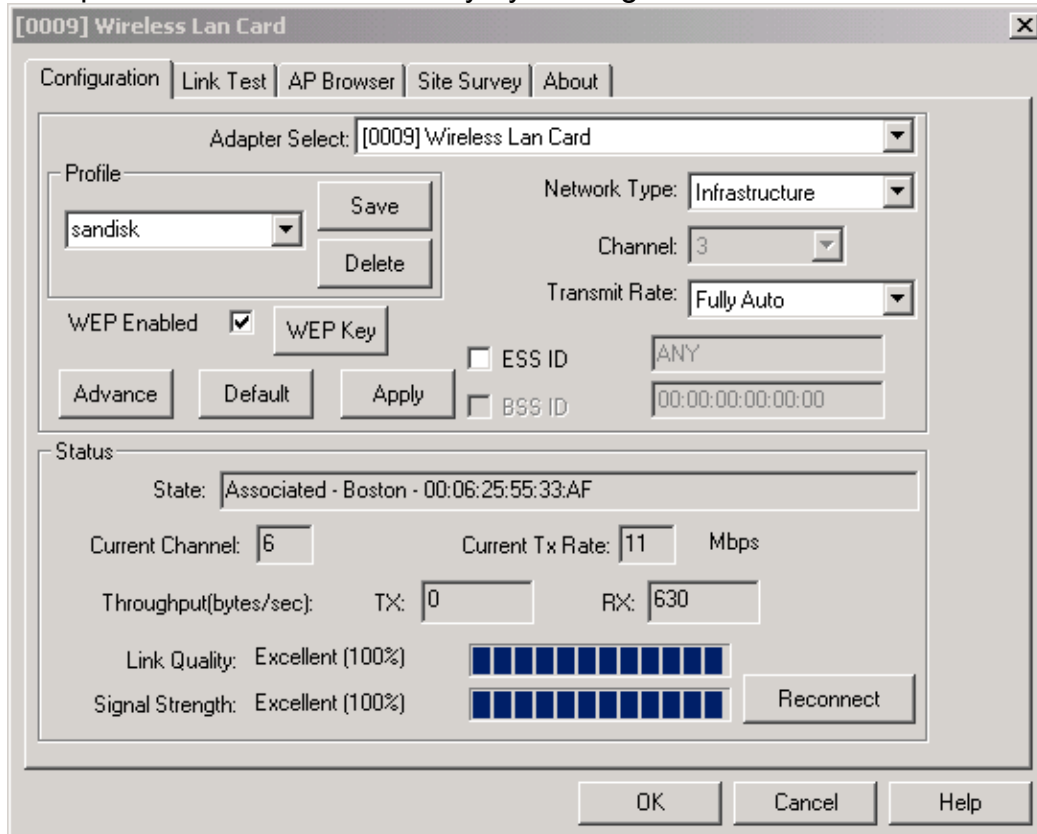 [0009] Wireless Lan Card
Configuration Link Test AP Browser Site Survey About
Adapter Select: [0009] Wireless Lan Card
Profile
sandisk
Save
Delete
Network Type: Infrastructure
Channel: 3
Transmit Rate: Fully Auto
WEP Enabled WEP Key
ESS ID ANY
Advance Default Apply
BSS ID 00:00:00:00:00:00
Status
State: Associated - Boston - 00:06:25:55:33:AF
Current Channel: 6 Current Tx Rate: 11 Mbps
Throughput(bytes/sec): TX: 0 RX: 630
Link Quality: Excellent (100%)
Signal Strength: Excellent (100%)
Reconnect
OK Cancel Help